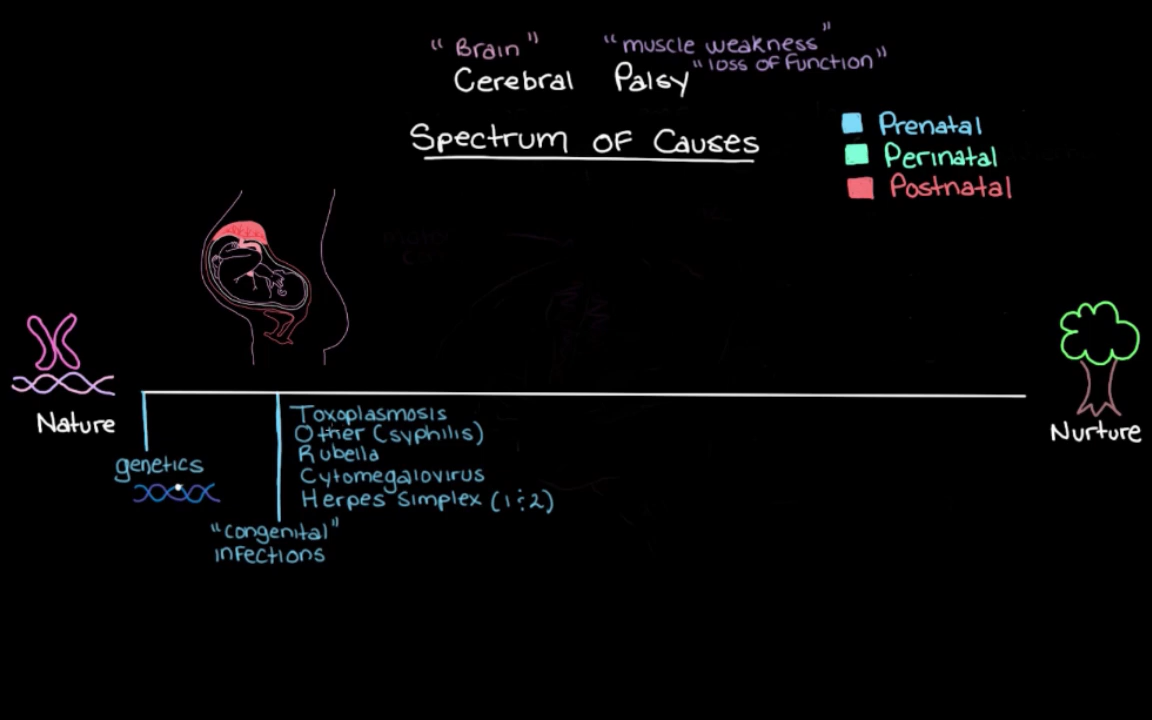 "Brain" "muscle weakness"
"loss of function"
Cerebral Palsy
Spectrum of Causes
Prenatal
Perinatal
Postnatal
Nature
Nurture
genetics
Toxoplasmosis
Other (syphilis)
Rubella
Cytomegalovirus
Herpes Simplex (1 & 2)
"congenital"
infections